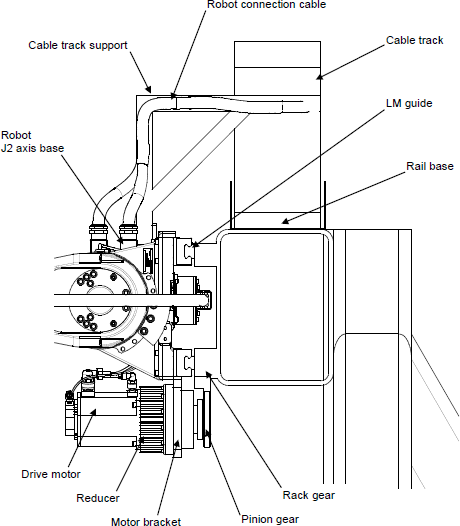 Robot connection cable
Cable track support
Cable track
LM guide
Robot
J2 axis base
Rail base
Drive motor
Reducer
Motor bracket
Pinion gear
Rack gear